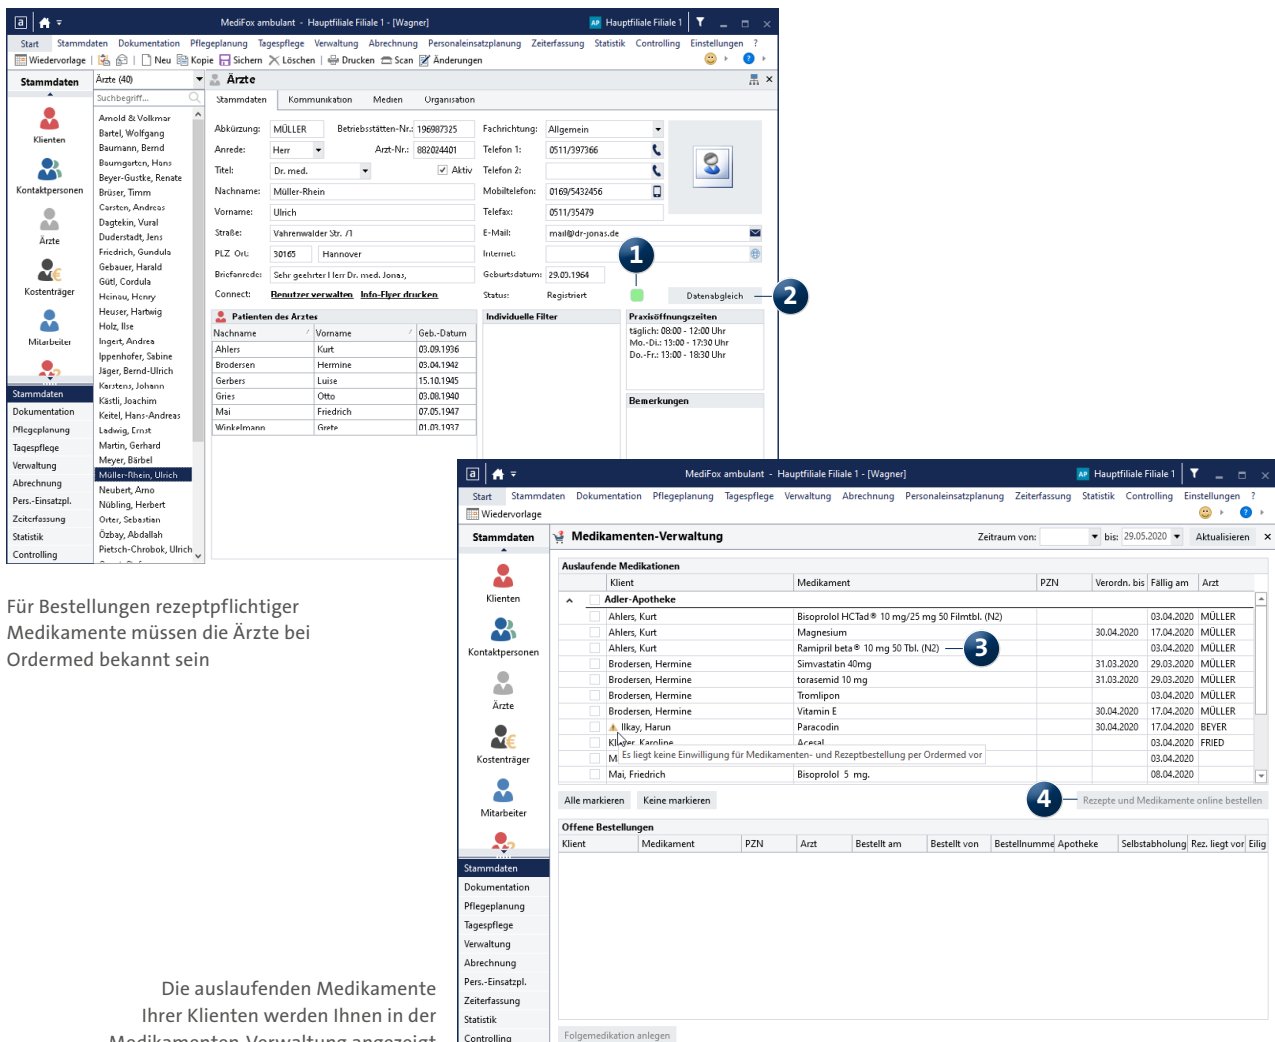 MediFox ambulant - Hauptfiliale Filiale 1 - [Wagner]
AP Hauptfiliale Filiale 1
Start Stammdaten Dokumentation Pflegeplanung Tagespflege Verwaltung Abrechnung Personaleinsatzplanung Zeiterfassung Statistik Controlling Einstellungen ?
Wiedervorlage Neu Kopie Sichern Löschen Drucken Scan Änderungen
Stammdaten
Klienten
Kontaktpersonen
Ärzte
Kostenträger
Mitarbeiter
Stammdaten
Dokumentation
Pflegeplanung
Tagespflege
Verwaltung
Abrechnung
Pers.-Einsatzpl.
Zeiterfassung
Statistik
Controlling
Ärzte (40)
Suchbegriff...
Arnold & Volkmar
Bartel, Wolfgang
Baumann, Bernd
Baumgarten, Hans
Beyer-Gustke, Renate
Brüser, Timm
Carsten, Andreas
Dagtekin, Vural
Duderstadt, Jens
Friedrich, Gundula
Gebauer, Harald
Gütl, Cordula
Heinau, Henry
Heuser, Hartwig
Holz, Ilse
Ingert, Andrea
Ippenhofer, Sabine
Jäger, Bernd-Ulrich
Karstens, Johann
Kästli, Joachim
Keitel, Hans-Andreas
Ladwig, Ernst
Martin, Gerhard
Meyer, Bärbel
Müller-Rhein, Ulrich
Neubert, Arno
Nübling, Herbert
Orter, Sebastian
Özbay, Abdallah
Pietsch-Chrobok, Ulrich
Ärzte
Stammdaten Kommunikation Medien Organisation
Abkürzung: MÜLLER Betriebsstätten-Nr.: 196987325 Fachrichtung: Allgemein
Anrede: Herr Arzt-Nr.: 882024401 Telefon 1: 0511/397366
Titel: Dr. med. Aktiv Telefon 2:
Nachname: Müller-Rhein Mobiltelefon: 0169/5432456
Vorname: Ulrich Telefax: 0511/35479
Straße: Vahrenwalder Str. 71 E-Mail: mail@dr-jonas.de
PLZ Ort: 30165 Hannover Internet:
Briefanrede: Sehr geehrter Herr Dr. med. Jonas, Geburtsdatum: 29.03.1964
Connect: Benutzer verwalten Info-Flyer drucken Status: Registriert Datenabgleich
1
2
Patienten des Arztes Individuelle Filter Praxisöffnungszeiten
Nachname Vorname Geb.-Datum
Ahlers Kurt 03.09.1936
Brodersen Hermine 03.04.1942
Gerbers Luise 15.10.1945
Gries Otto 03.08.1940
Mai Friedrich 07.05.1947
Winkelmann Grete 01.03.1937
täglich: 08:00 - 12:00 Uhr
Mo.-Di.: 13:00 - 17:30 Uhr
Do.-Fr.: 13:00 - 18:30 Uhr
Bemerkungen
Für Bestellungen rezeptpflichtiger
Medikamente müssen die Ärzte bei
Ordermed bekannt sein
MediFox ambulant - Hauptfiliale Filiale 1 - [Wagner]
AP Hauptfiliale Filiale 1
Start Stammdaten Dokumentation Pflegeplanung Tagespflege Verwaltung Abrechnung Personaleinsatzplanung Zeiterfassung Statistik Controlling Einstellungen ?
Wiedervorlage
Stammdaten
Klienten
Kontaktpersonen
Ärzte
Kostenträger
Mitarbeiter
Stammdaten
Dokumentation
Pflegeplanung
Tagespflege
Verwaltung
Abrechnung
Pers.-Einsatzpl.
Zeiterfassung
Statistik
Controlling
Medikamenten-Verwaltung Zeitraum von: bis: 29.05.2020 Aktualisieren
Auslaufende Medikationen
Klient Medikament PZN Verordn. bis Fällig am Arzt
Adler-Apotheke
Ahlers, Kurt Bisoprolol HCTad® 10 mg/25 mg 50 Filmtbl. (N2) 03.04.2020 MÜLLER
Ahlers, Kurt Magnesium 30.04.2020 17.04.2020 MÜLLER
Ahlers, Kurt Ramipril beta® 10 mg 50 Tbl. (N2) 03.04.2020 MÜLLER
3
Brodersen, Hermine Simvastatin 40mg 31.03.2020 29.03.2020 MÜLLER
Brodersen, Hermine torasemid 10 mg 31.03.2020 29.03.2020 MÜLLER
Brodersen, Hermine Tromlipon 03.04.2020 MÜLLER
Brodersen, Hermine Vitamin E 30.04.2020 17.04.2020 MÜLLER
Ilkay, Harun Paracodin 30.04.2020 17.04.2020 BEYER
Karoline Acesal 03.04.2020 FRIED
Es liegt keine Einwilligung für Medikamenten- und Rezeptbestellung per Ordermed vor
03.04.2020
Mai, Friedrich Bisoprolol 5 mg. 08.04.2020
Alle markieren Keine markieren Rezepte und Medikamente online bestellen
4
Offene Bestellungen
Klient Medikament PZN Arzt Bestellt am Bestellt von Bestellnumme Apotheke Selbstabholung Rez. liegt vor Eilig
Folgemedikation anlegen
Die auslaufenden Medikamente
Ihrer Klienten werden Ihnen in der
Medikamenten-Verwaltung angezeigt